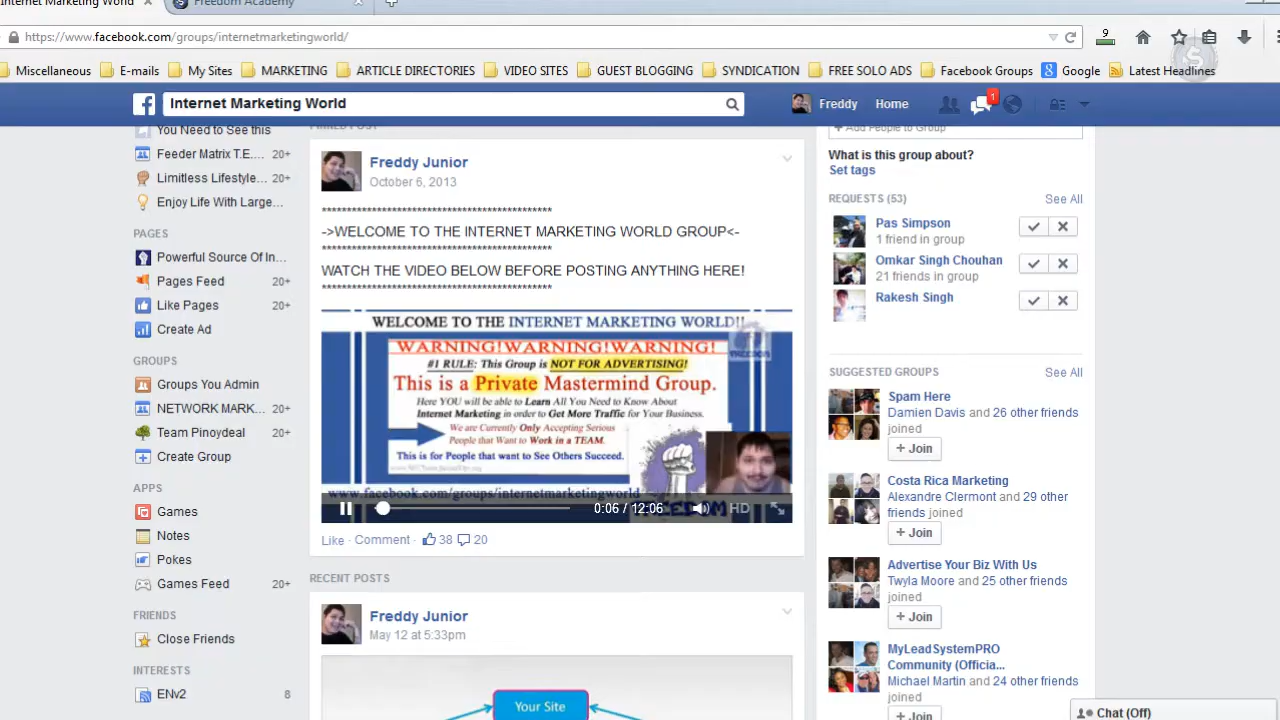 Internet Marketing World
Freedom Academy
https://www.facebook.com/groups/internetmarketingworld/
9
Miscellaneous E-mails My Sites MARKETING ARTICLE DIRECTORIES VIDEO SITES GUEST BLOGGING SYNDICATION FREE SOLO ADS Facebook Groups Google Latest Headlines
Internet Marketing World
Freddy Home
1
You Need to See this
Feeder Matrix T.E.... 20+
Limitless Lifestyle... 20+
Enjoy Life With Large...
PAGES
Powerful Source Of In...
Pages Feed 20+
Like Pages 20+
Create Ad
GROUPS
Groups You Admin
NETWORK MARK... 20+
Team Pinoydeal 20+
Create Group
APPS
Games
Notes
Pokes
Games Feed 20+
FRIENDS
Close Friends
INTERESTS
ENv2 8
PINNED POST
Freddy Junior
October 6, 2013
**********************************************
->WELCOME TO THE INTERNET MARKETING WORLD GROUP<-
**********************************************
WATCH THE VIDEO BELOW BEFORE POSTING ANYTHING HERE!
**********************************************
WELCOME TO THE INTERNET MARKETING WORLD!!
WARNING!WARNING!WARNING!
#1 RULE: This Group is NOT FOR ADVERTISING!
This is a Private Mastermind Group.
Here YOU will be able to Learn All You Need to Know About
Internet Marketing in order to Get More Traffic for Your Business.
We are Currently Only Accepting Serious
People that Want to Work in a TEAM.
This is for People that want to See Others Succeed.
www.facebook.com/groups/internetmarketingworld
FREEDOM
0:06 / 12:06 HD
Like · Comment · 38 20
RECENT POSTS
Freddy Junior
May 12 at 5:33pm
Your Site
+ Add People to Group
What is this group about?
Set tags
REQUESTS (53) See All
Pas Simpson
1 friend in group
Omkar Singh Chouhan
21 friends in group
Rakesh Singh
SUGGESTED GROUPS See All
Spam Here
Damien Davis and 26 other friends
joined
+ Join
Costa Rica Marketing
Alexandre Clermont and 29 other
friends joined
+ Join
Advertise Your Biz With Us
Twyla Moore and 25 other friends
joined
+ Join
MyLeadSystemPRO
Community (Officia...
Michael Martin and 24 other friends
joined
+ Join
Chat (Off)